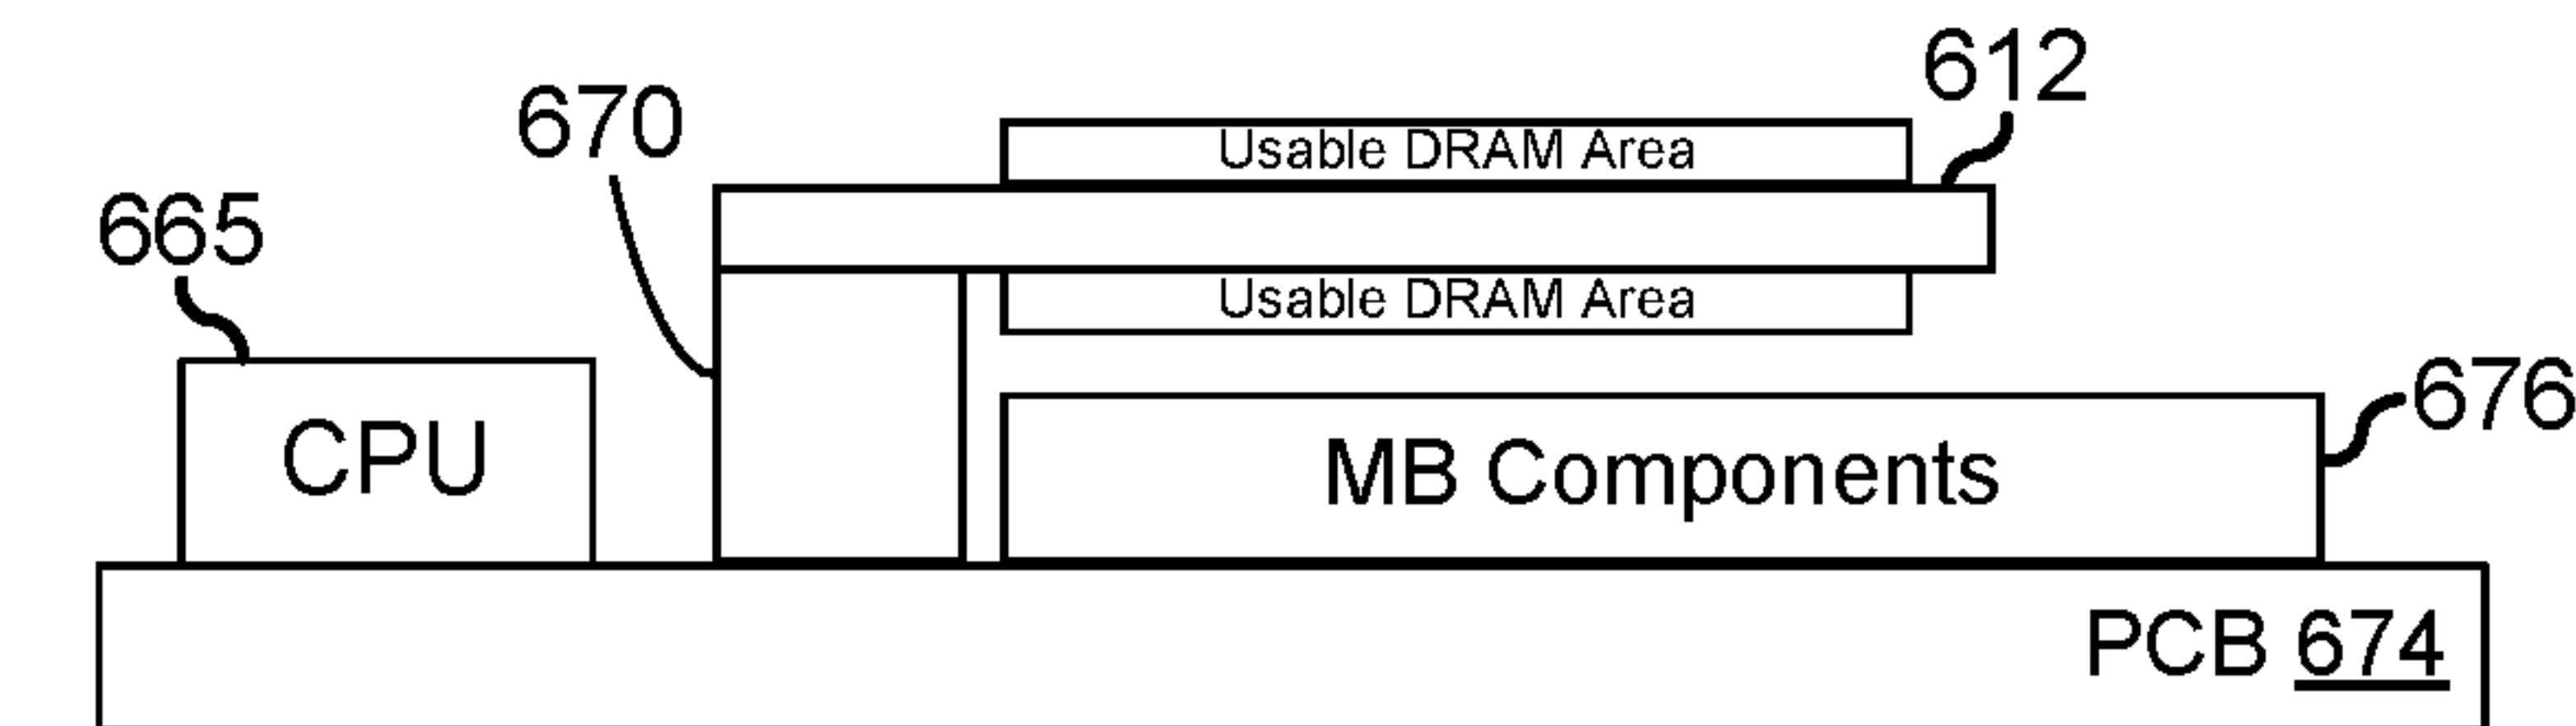 612
670
Usable DRAM Area
665
Usable DRAM Area
676
CPU
MB Components
PCB 674